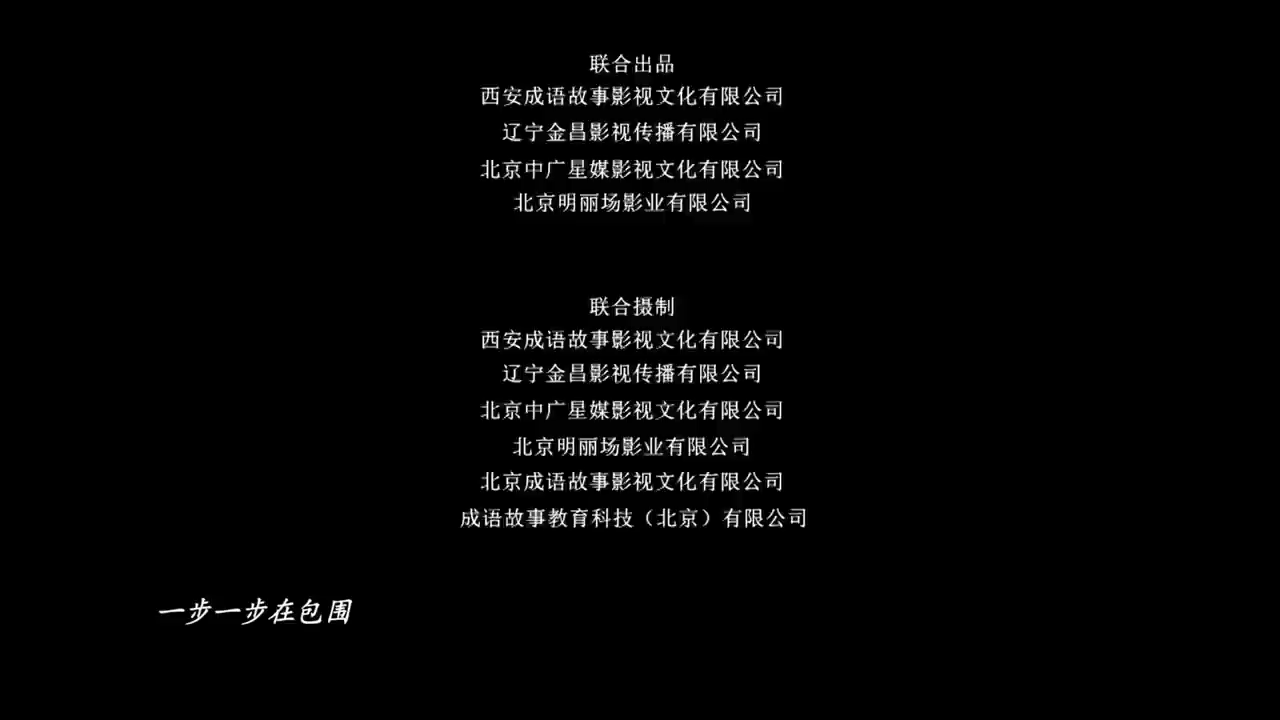 联合出品
西安成语故事影视文化有限公司
辽宁金昌影视传播有限公司
北京中广星媒影视文化有限公司
北京明丽场影业有限公司
联合摄制
西安成语故事影视文化有限公司
辽宁金昌影视传播有限公司
北京中广星媒影视文化有限公司
北京明丽场影业有限公司
北京成语故事影视文化有限公司
成语故事教育科技（北京）有限公司
一步一步在包围